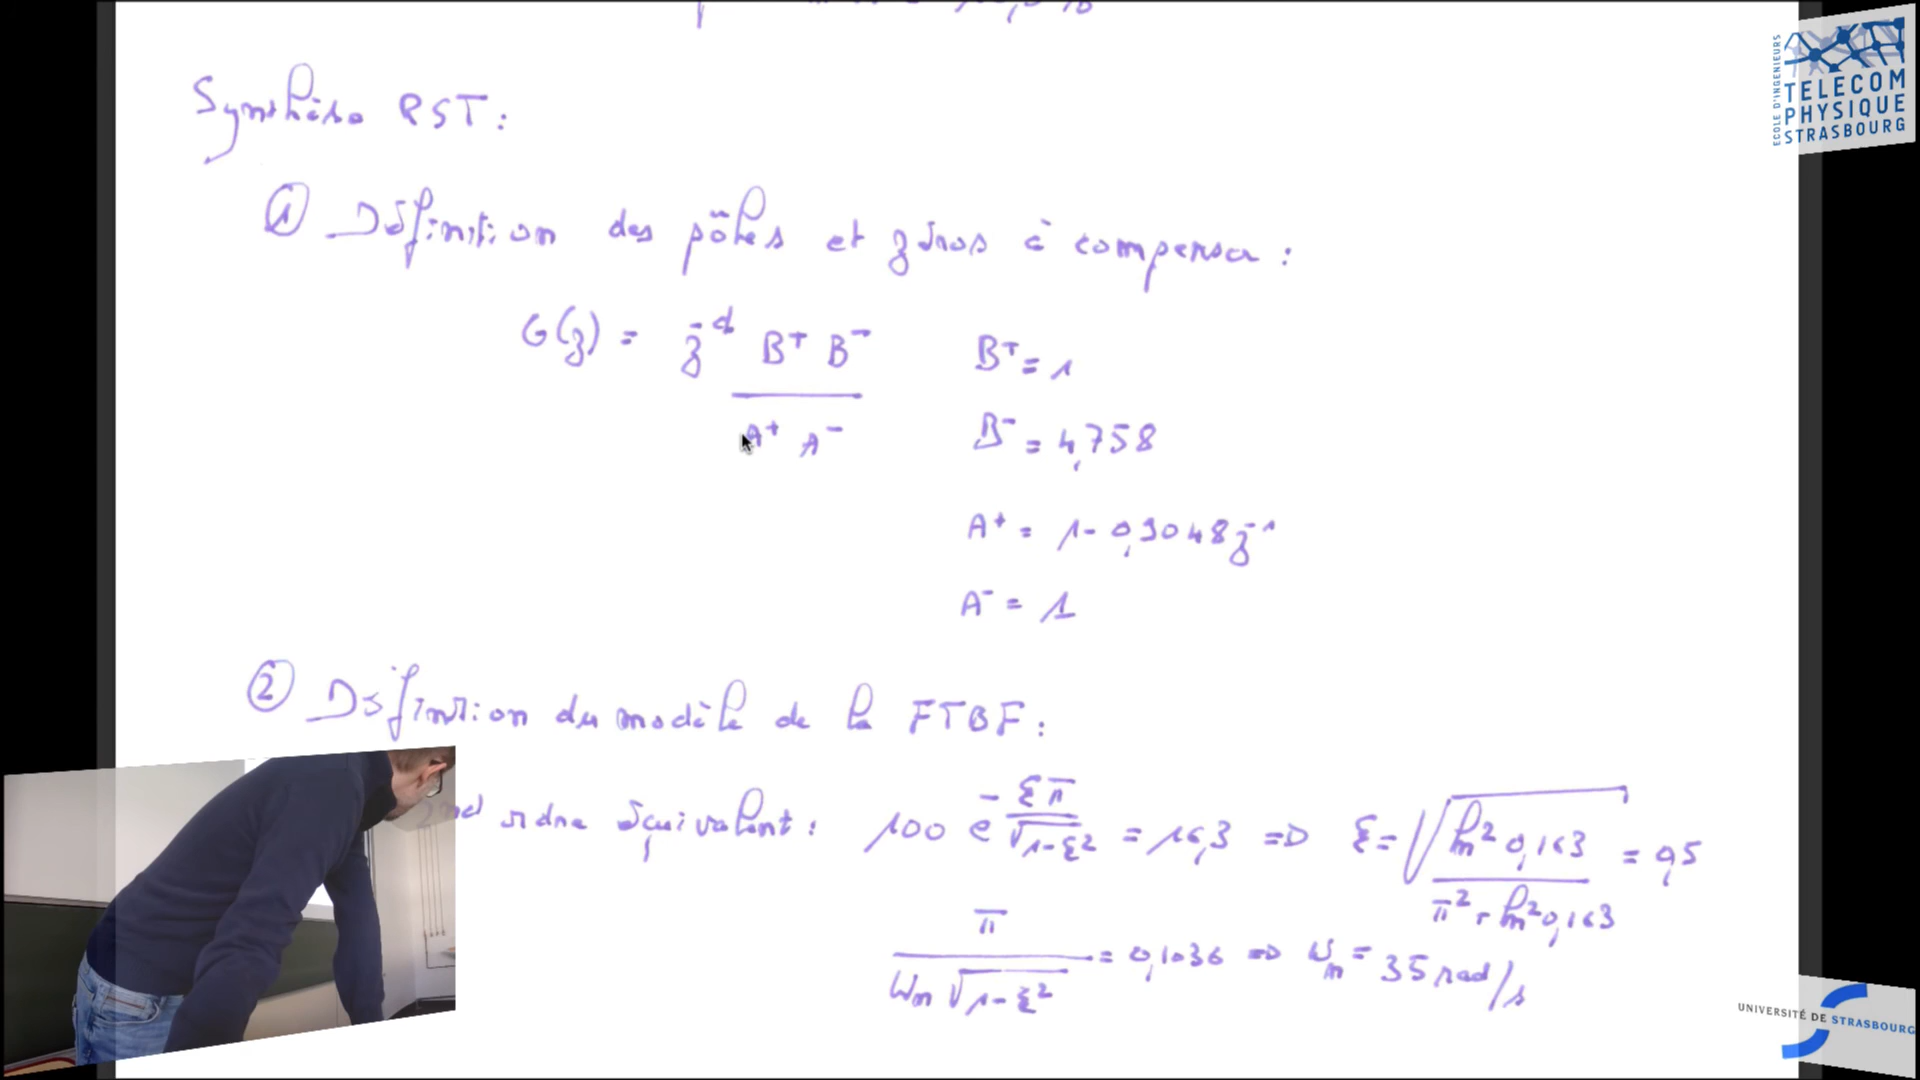 Synthèse RST:
① Définition des pôles et zéros à compenser :
G(z) = z^-d B⁺ B⁻ / A⁺ A⁻
B⁺ = 1
B⁻ = 4,758
A⁺ = 1 - 0,9048 z⁻¹
A⁻ = 1
② Définition du modèle de la FTBF :
2nd ordre équivalent : 100 e^(-ξπ/√(1-ξ²)) = 16,3 => ξ = √(ln² 0,163 / (π² + ln² 0,163)) = 0,5
π / (ωn √(1-ξ²)) = 0,1036 => ωn = 35 rad/s
ECOLE D'INGENIEURS
TELECOM
PHYSIQUE
STRASBOURG
UNIVERSITÉ DE STRASBOURG